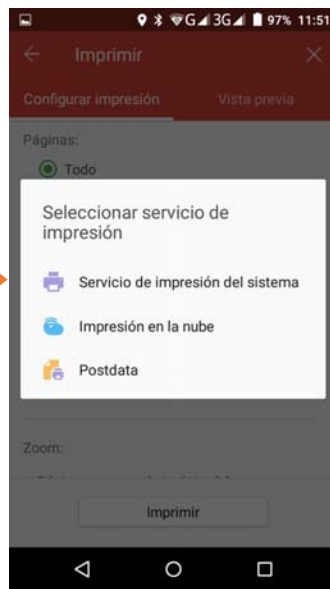 G 3G 97% 11:51
Imprimir
Configurar impresión Vista previa
Páginas:
Todo
Seleccionar servicio de
impresión
Servicio de impresión del sistema
Impresión en la nube
Postdata
Zoom:
Imprimir